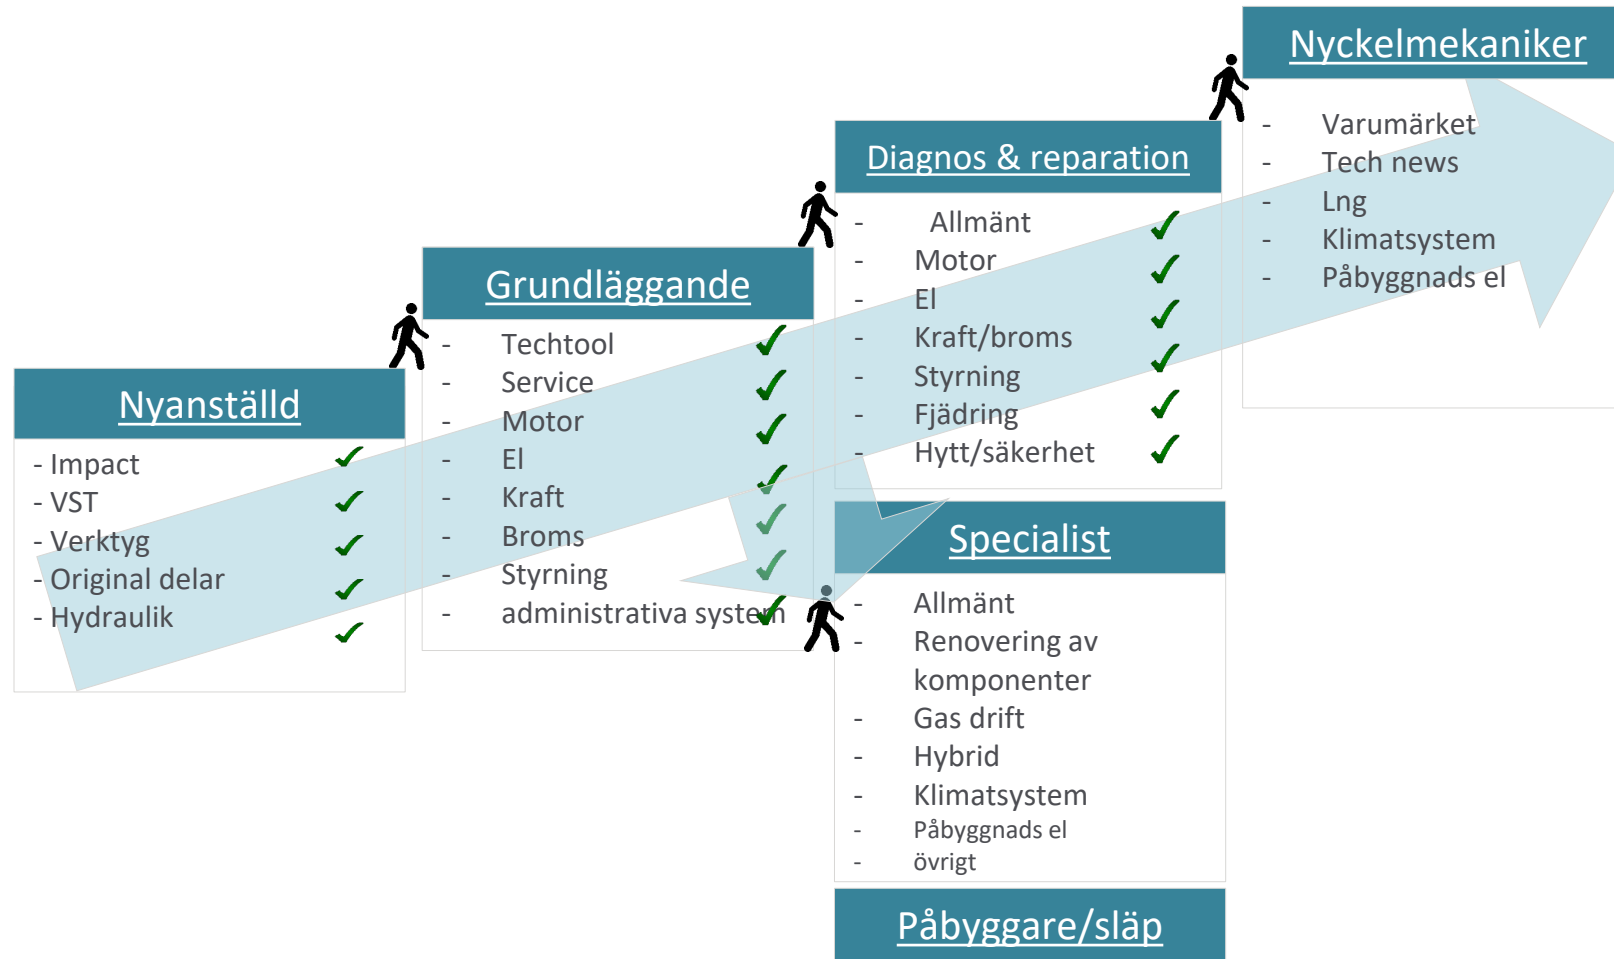 Nyanställd
- Impact
- VST
- Verktyg
- Original delar
- Hydraulik
Grundläggande
- Techtool
- Service
- Motor
- El
- Kraft
- Broms
- Styrning
- administrativa system
Diagnos & reparation
- Allmänt
- Motor
- El
- Kraft/broms
- Styrning
- Fjädring
- Hytt/säkerhet
Specialist
- Allmänt
- Renovering av
komponenter
- Gas drift
- Hybrid
- Klimatsystem
- Påbyggnads el
- övrigt
Påbyggare/släp
Nyckelmekaniker
- Varumärket
- Tech news
- Lng
- Klimatsystem
- Påbyggnads el